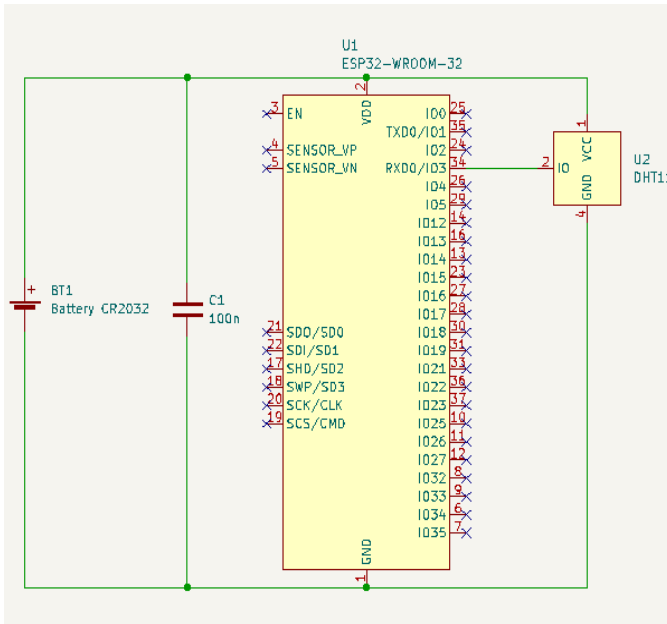 U1
ESP32-WROOM-32
2
VDD
3
EN
4
SENSOR_VP
5
SENSOR_VN
21
SDO/SD0
22
SDI/SD1
17
SHD/SD2
18
SWP/SD3
20
SCK/CLK
19
SCS/CMD
IO0
25
TXD0/IO1
35
IO2
24
RXD0/IO3
34
IO4
26
IO5
29
IO12
14
IO13
16
IO14
13
IO15
23
IO16
27
IO17
28
IO18
30
IO19
31
IO21
33
IO22
36
IO23
37
IO25
10
IO26
11
IO27
12
IO32
8
IO33
9
IO34
6
IO35
7
GND
1
1
VCC
2
IO
GND
4
U2
DHT11
+
BT1
Battery CR2032
C1
100n